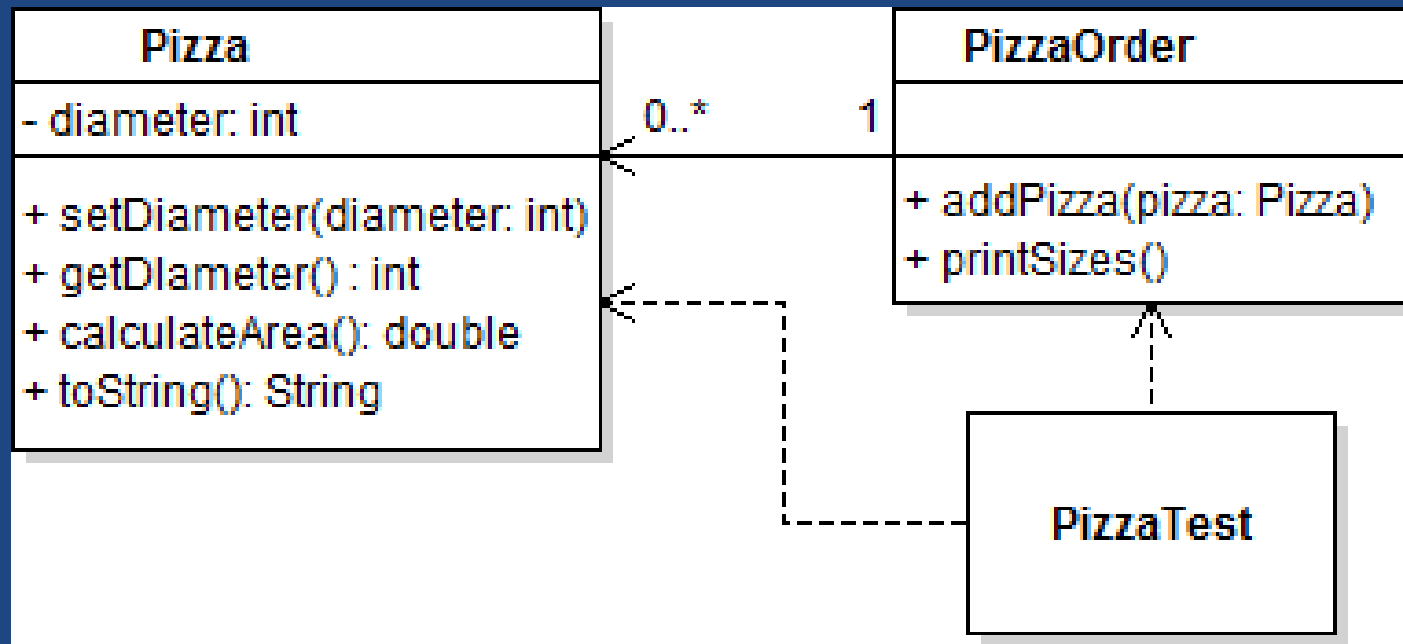 Pizza
- diameter: int
+ setDiameter(diameter: int)
+ getDIameter() : int
+ calculateArea(): double
+ toString(): String
0..*
1
PizzaOrder
+ addPizza(pizza: Pizza)
+ printSizes()
PizzaTest